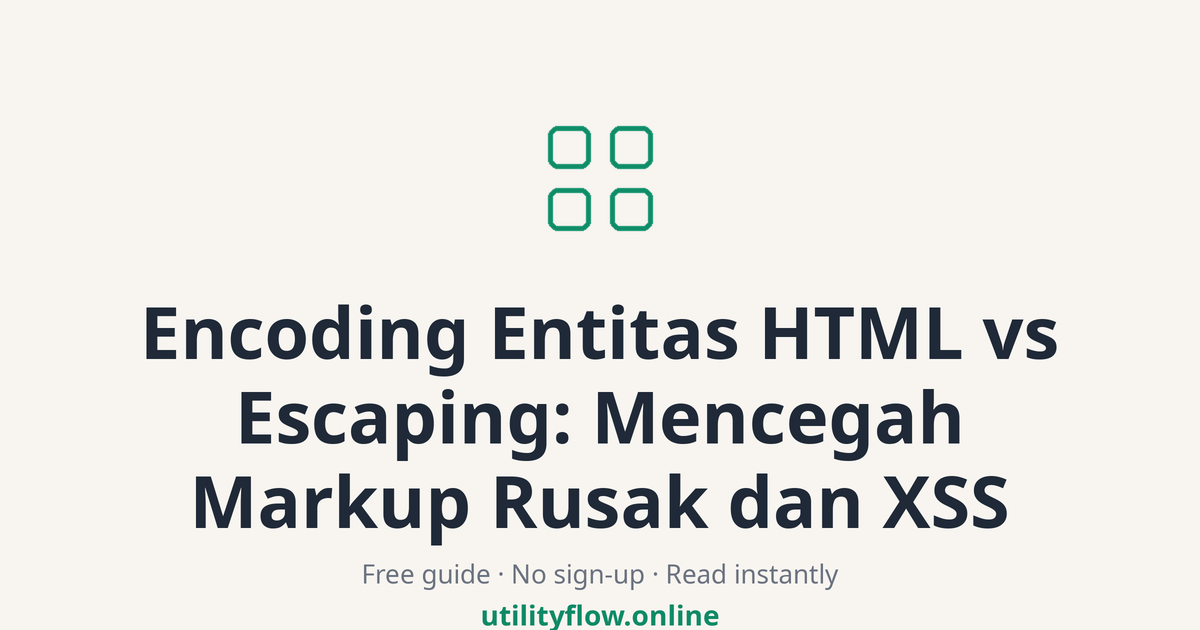 Encoding Entitas HTML vs
Escaping: Mencegah
Markup Rusak dan XSS
Free guide · No sign-up · Read instantly
utilityflow.online